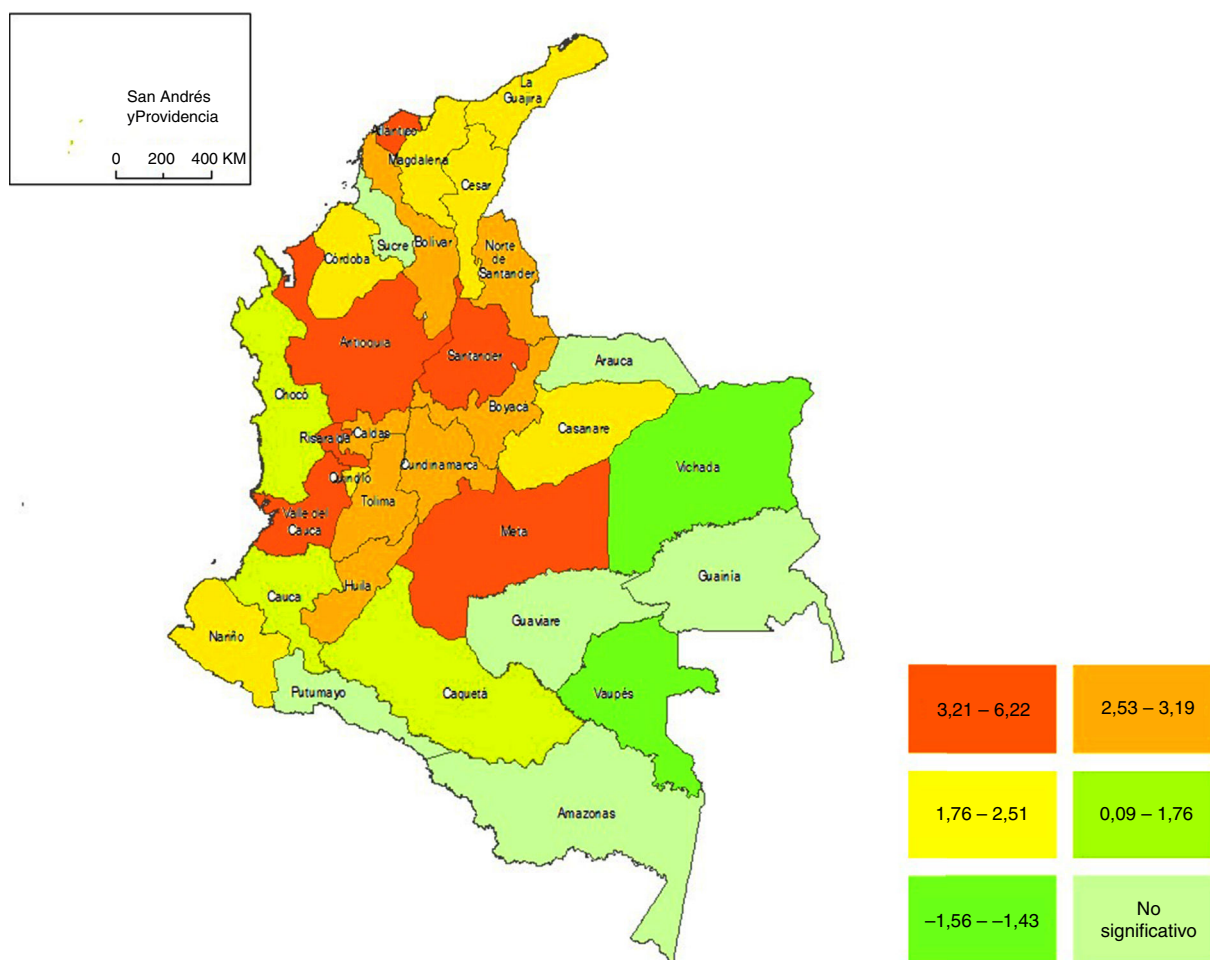 San Andrés
yProvidencia
0 200 400 KM
La
Guajira
Atlántico
Magdalena
Cesar
Sucre
Bolívar
Norte
de
Santander
Córdoba
Antioquia
Santander
Arauca
Chocó
Boyacá
Casanare
Risaralda
Caldas
Cundinamarca
Vichada
Quindío
Tolima
Valle del
Cauca
Meta
Guainía
Cauca
Huila
Guaviare
Nariño
Putumayo
Caquetá
Vaupés
Amazonas
3,21 – 6,22
2,53 – 3,19
1,76 – 2,51
0,09 – 1,76
–1,56 – –1,43
No
significativo